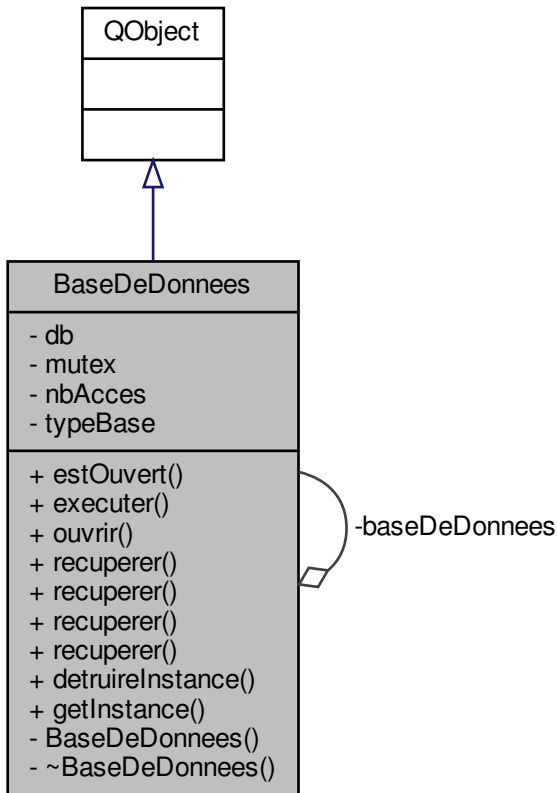 QObject
BaseDeDonnees
- db
- mutex
- nbAcces
- typeBase
+ estOuvert()
+ executer()
+ ouvrir()
+ recuperer()
+ recuperer()
+ recuperer()
+ recuperer()
+ detruireInstance()
+ getInstance()
- BaseDeDonnees()
- ~BaseDeDonnees()
-baseDeDonnees